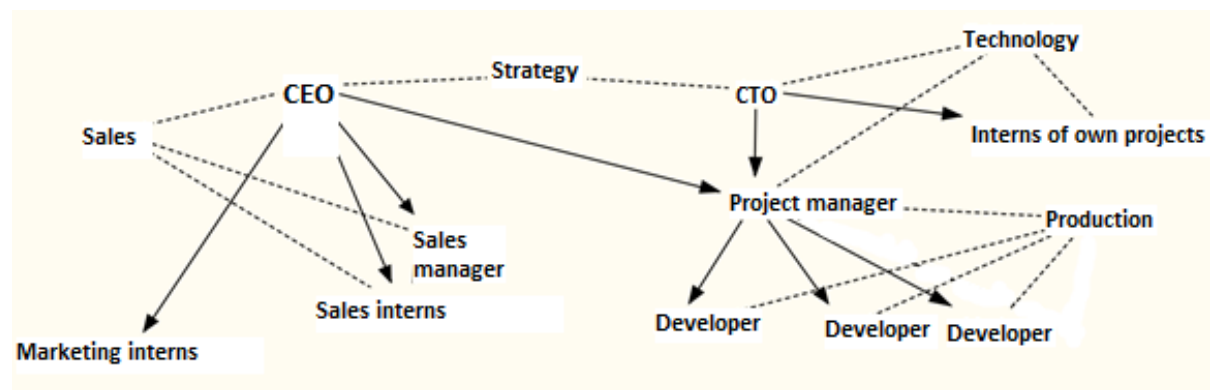 Technology
Strategy
CEO
CTO
Sales
Interns of own projects
Project manager
Production
Sales
manager
Sales interns
Developer
Developer
Developer
Marketing interns